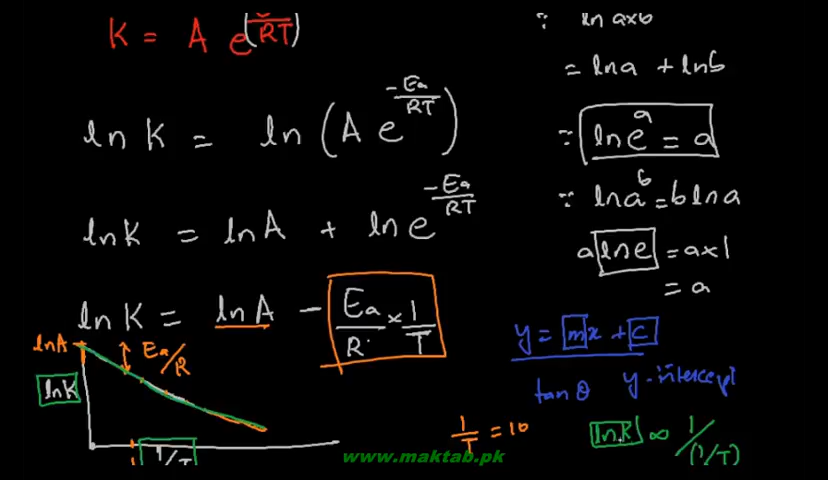 K = A e^(RT)
∵ ln a×b
= ln a + ln b
ln K = ln (A e^(-Ea/RT))
∵ ln e^a = a
∵ ln a^b = b ln a
ln K = ln A + ln e^(-Ea/RT)
a ln e = a×1
= a
ln K = ln A - Ea/R × 1/T
y = mx + c
tan θ y-intercept
ln A Ea/R
ln K
1/T
1/T = 10
ln K ∞ 1/(1/T)
www.maktab.pk